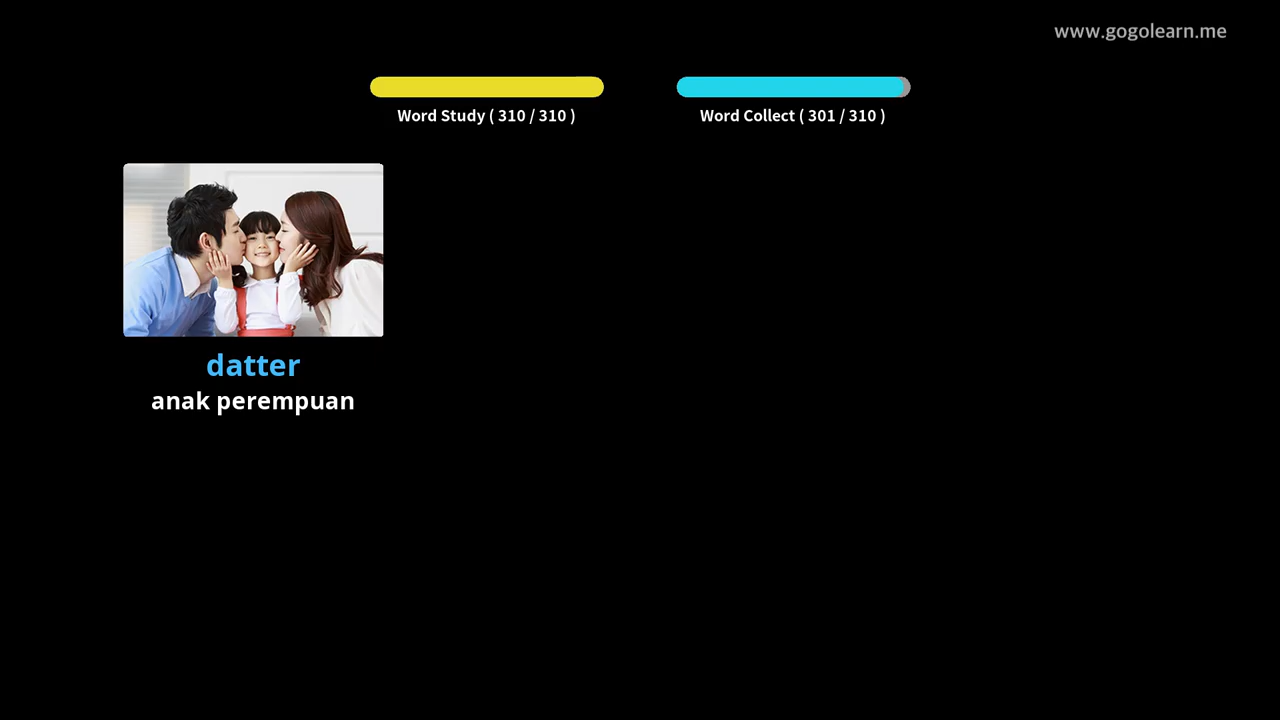 www.gogolearn.me
Word Study ( 310 / 310 )
Word Collect ( 301 / 310 )
datter
anak perempuan